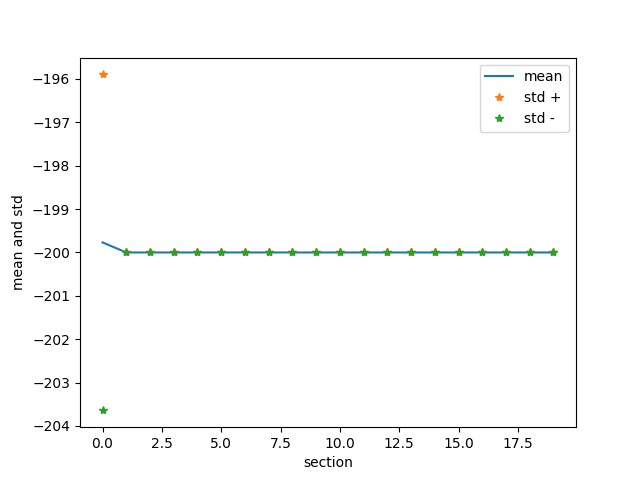 mean
std +
std -
−196
−197
−198
−199
−200
−201
−202
−203
−204
mean and std
0.0 2.5 5.0 7.5 10.0 12.5 15.0 17.5
section